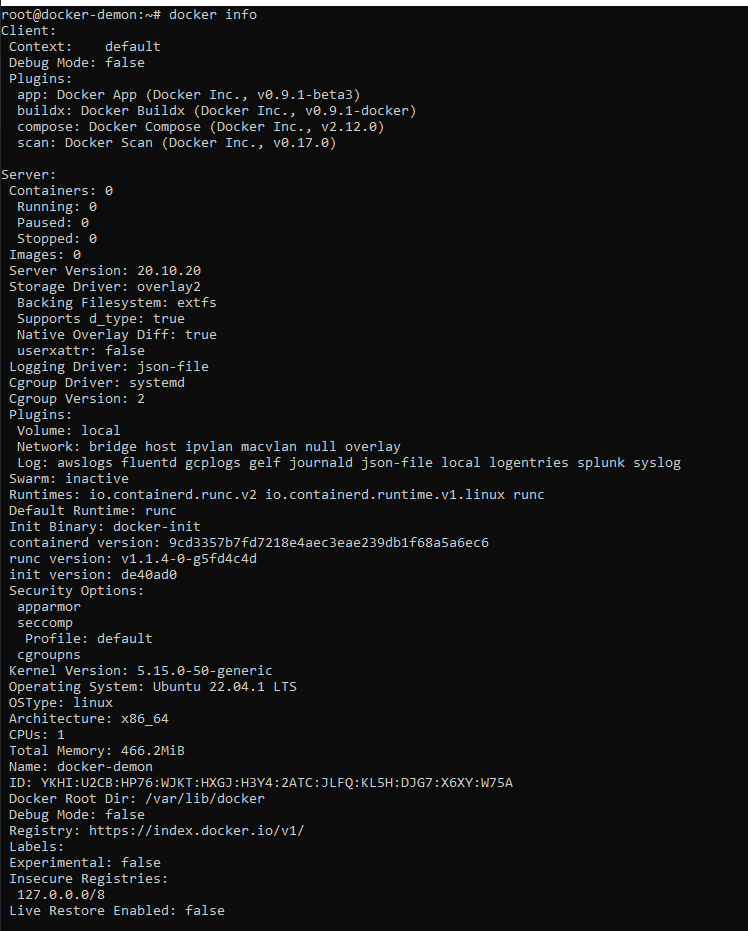 root@docker-demon:~# docker info
Client:
 Context:    default
 Debug Mode: false
 Plugins:
  app: Docker App (Docker Inc., v0.9.1-beta3)
  buildx: Docker Buildx (Docker Inc., v0.9.1-docker)
  compose: Docker Compose (Docker Inc., v2.12.0)
  scan: Docker Scan (Docker Inc., v0.17.0)

Server:
 Containers: 0
  Running: 0
  Paused: 0
  Stopped: 0
 Images: 0
 Server Version: 20.10.20
 Storage Driver: overlay2
  Backing Filesystem: extfs
  Supports d_type: true
  Native Overlay Diff: true
  userxattr: false
 Logging Driver: json-file
 Cgroup Driver: systemd
 Cgroup Version: 2
 Plugins:
  Volume: local
  Network: bridge host ipvlan macvlan null overlay
  Log: awslogs fluentd gcplogs gelf journald json-file local logentries splunk syslog
 Swarm: inactive
 Runtimes: io.containerd.runc.v2 io.containerd.runtime.v1.linux runc
 Default Runtime: runc
 Init Binary: docker-init
 containerd version: 9cd3357b7fd7218e4aec3eae239db1f68a5a6ec6
 runc version: v1.1.4-0-g5fd4c4d
 init version: de40ad0
 Security Options:
  apparmor
  seccomp
   Profile: default
  cgroupns
 Kernel Version: 5.15.0-50-generic
 Operating System: Ubuntu 22.04.1 LTS
 OSType: linux
 Architecture: x86_64
 CPUs: 1
 Total Memory: 466.2MiB
 Name: docker-demon
 ID: YKHI:U2CB:HP76:WJKT:HXGJ:H3Y4:2ATC:JLFQ:KL5H:DJG7:X6XY:W75A
 Docker Root Dir: /var/lib/docker
 Debug Mode: false
 Registry: https://index.docker.io/v1/
 Labels:
 Experimental: false
 Insecure Registries:
  127.0.0.0/8
 Live Restore Enabled: false